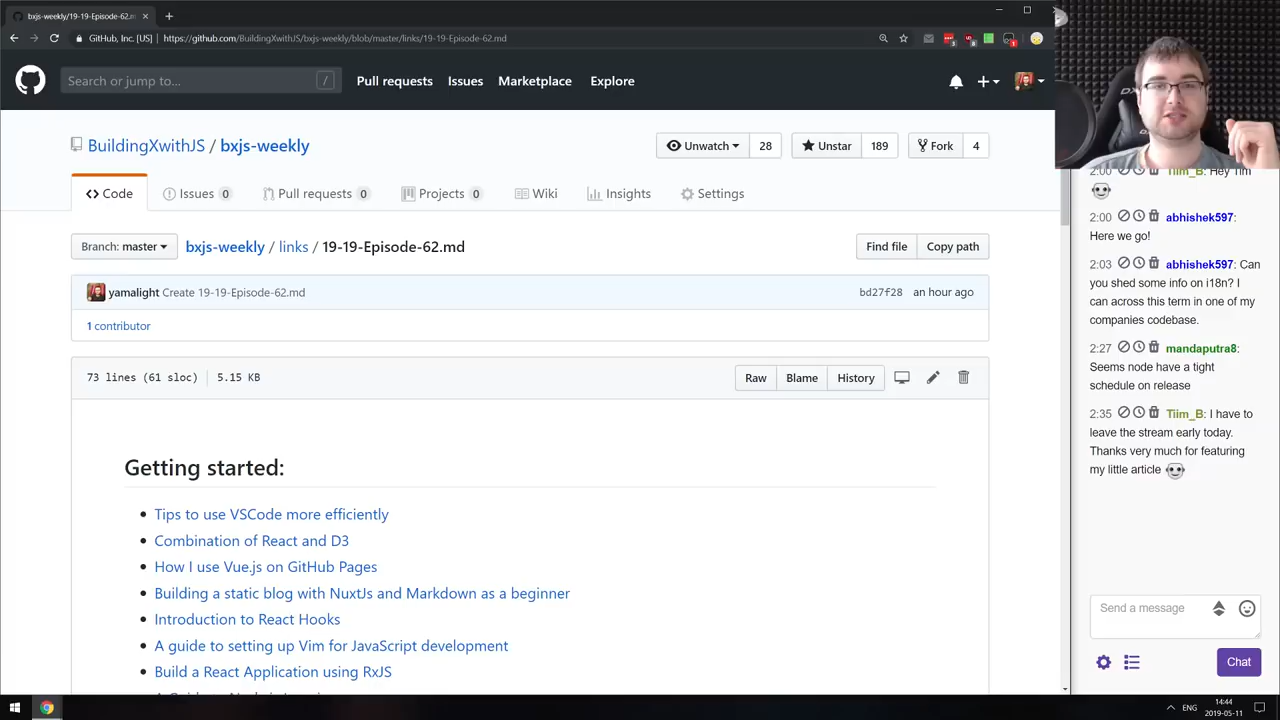 bxjs-weekly/19-19-Episode-62.m
GitHub, Inc. [US]
https://github.com/BuildingXwithJS/bxjs-weekly/blob/master/links/19-19-Episode-62.md
Search or jump to...
/
Pull requests
Issues
Marketplace
Explore
BuildingXwithJS / bxjs-weekly
Unwatch
28
Unstar
189
Fork
4
Code
Issues 0
Pull requests 0
Projects 0
Wiki
Insights
Settings
Branch: master
bxjs-weekly / links / 19-19-Episode-62.md
Find file
Copy path
yamalight Create 19-19-Episode-62.md
bd27f28 an hour ago
1 contributor
73 lines (61 sloc)
5.15 KB
Raw
Blame
History
Getting started:
Tips to use VSCode more efficiently
Combination of React and D3
How I use Vue.js on GitHub Pages
Building a static blog with NuxtJs and Markdown as a beginner
Introduction to React Hooks
A guide to setting up Vim for JavaScript development
Build a React Application using RxJS
2:00 Tiim_B: Hey Tim
2:00 abhishek597:
Here we go!
2:03 abhishek597: Can
you shed some info on i18n? I
can across this term in one of my
companies codebase.
2:27 mandaputra8:
Seems node have a tight
schedule on release
2:35 Tiim_B: I have to
leave the stream early today.
Thanks very much for featuring
my little article
Send a message
Chat
ENG
14:44
2019-05-11